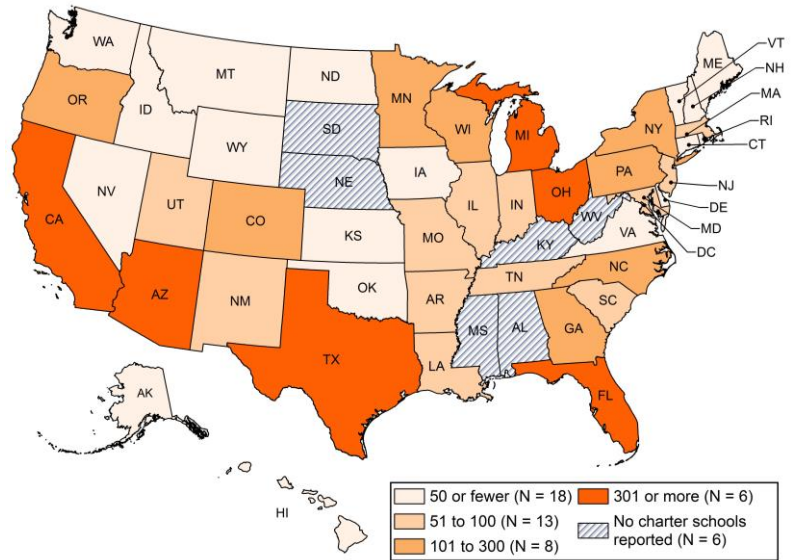 WA
MT
ND
MN
ME
VT
NH
MA
RI
CT
OR
ID
SD
WI
MI
NY
WY
IA
PA
NJ
NE
OH
DE
NV
UT
CO
IL
IN
WV
MD
VA
DC
CA
KS
MO
KY
NC
TN
AZ
NM
OK
AR
SC
MS
AL
GA
TX
LA
FL
AK
HI
50 or fewer (N = 18)
51 to 100 (N = 13)
101 to 300 (N = 8)
301 or more (N = 6)
No charter schools
reported (N = 6)